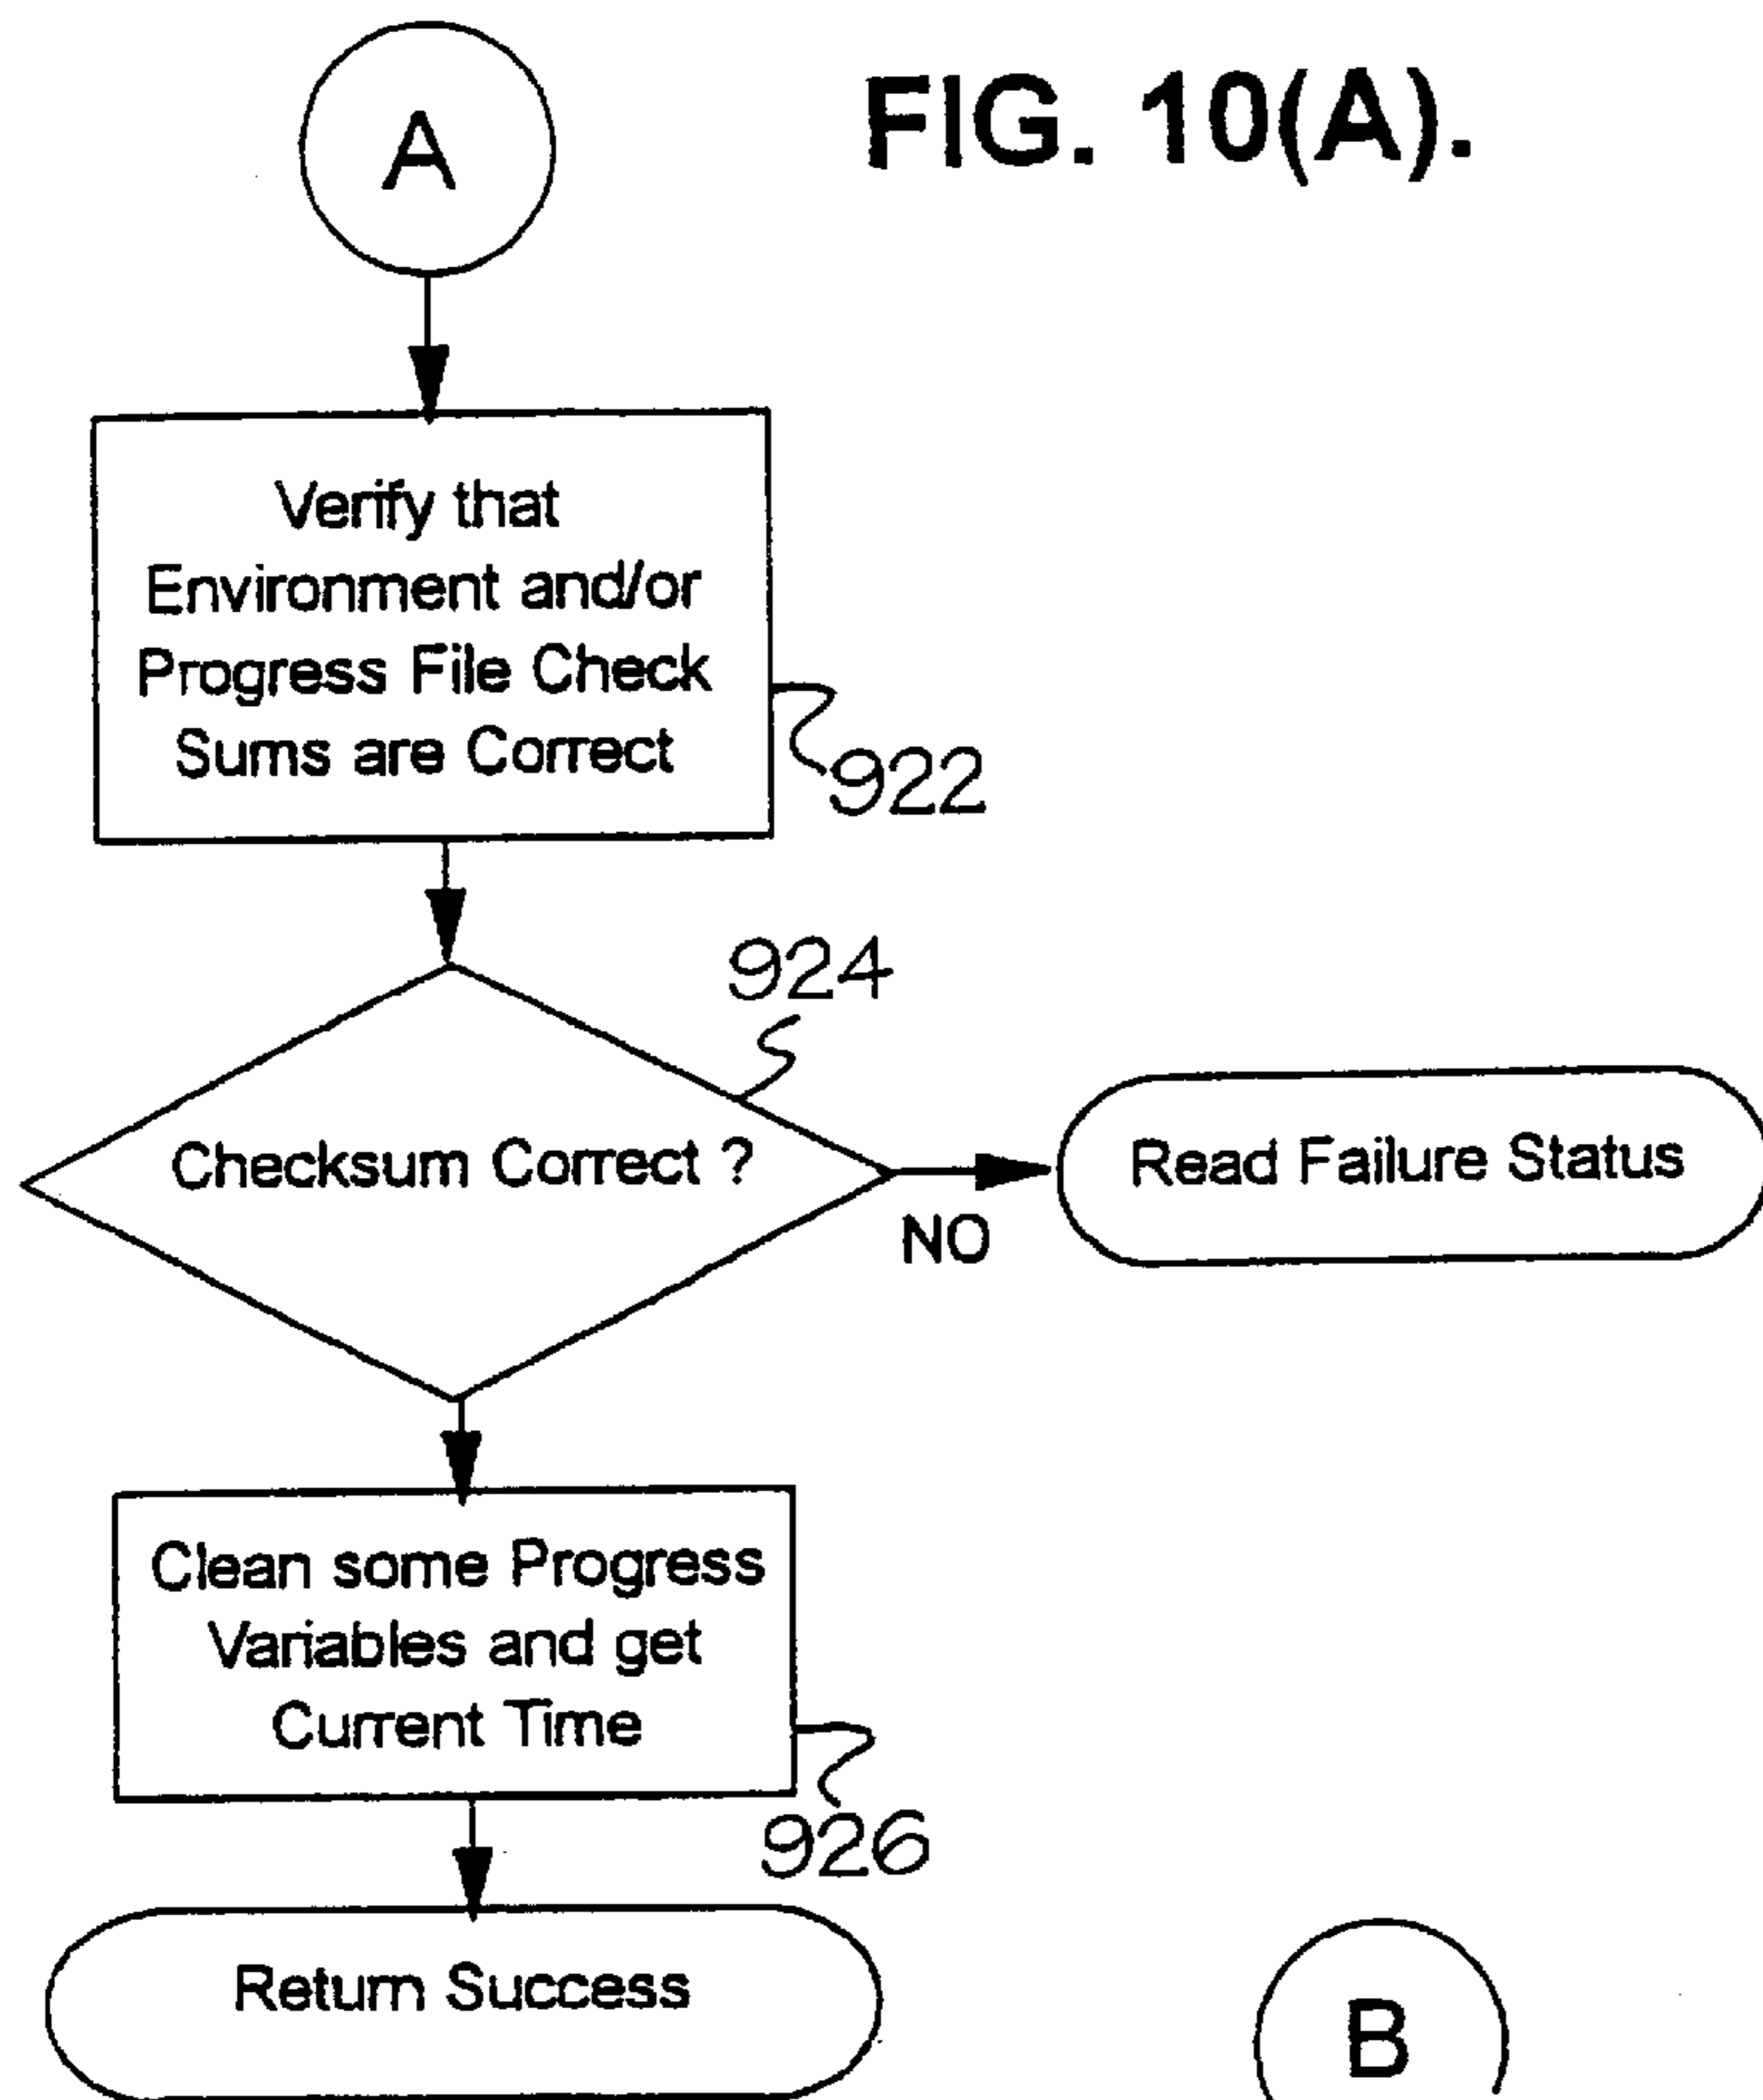 FIG. 10(A).
A
Verify that
Environment and/or
Progress File Check
Sums are Correct
922
924
Checksum Correct ?
NO
Read Failure Status
Clean some Progress
Variables and get
Current Time
926
Return Success
B